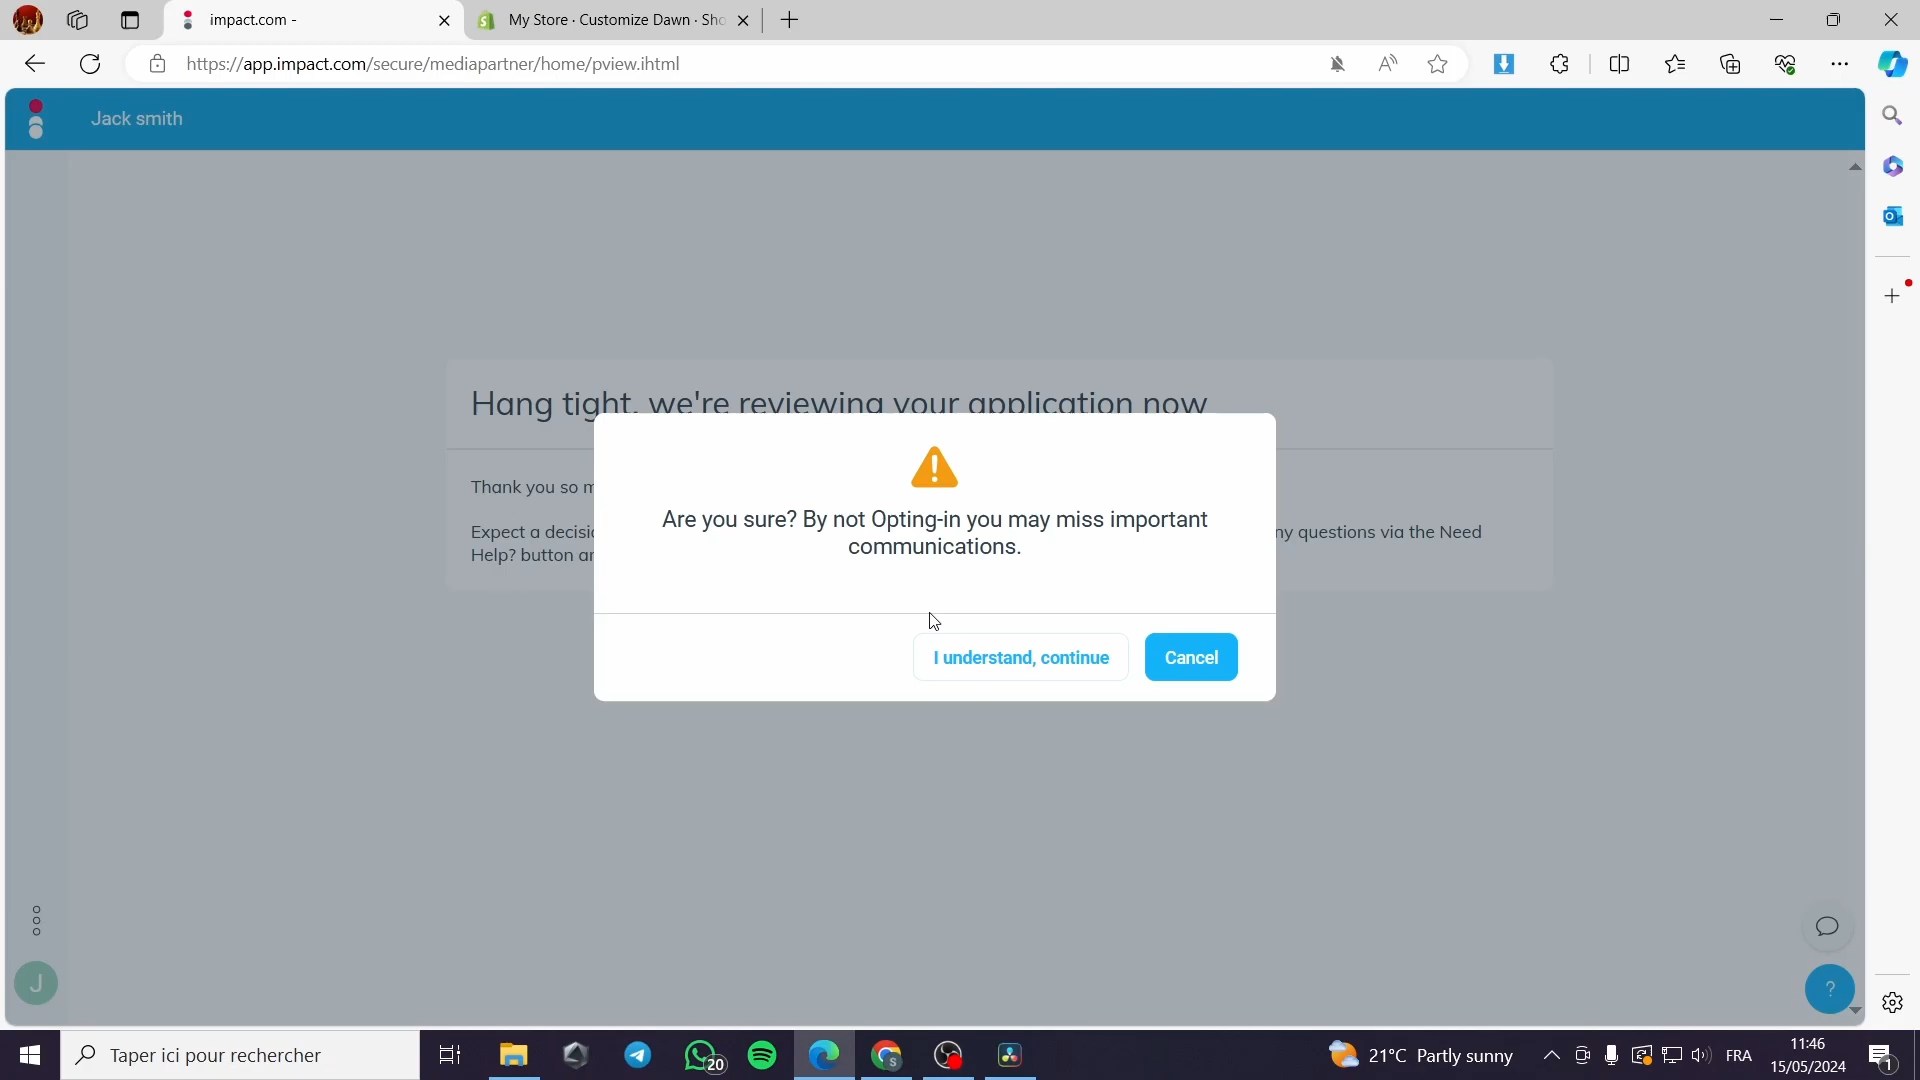 impact.com -
My Store · Customize Dawn · Sho
https://app.impact.com/secure/mediapartner/home/pview.ihtml
Jack smith
Hang tight, we're reviewing your application now
Thank you so
Are you sure? By not Opting-in you may miss important
communications.
Expect a
questions via the Need
Help? button
I understand, continue
Cancel
J
?
Taper ici pour rechercher
20
S
21°C Partly sunny
FRA
11:46
15/05/2024
1